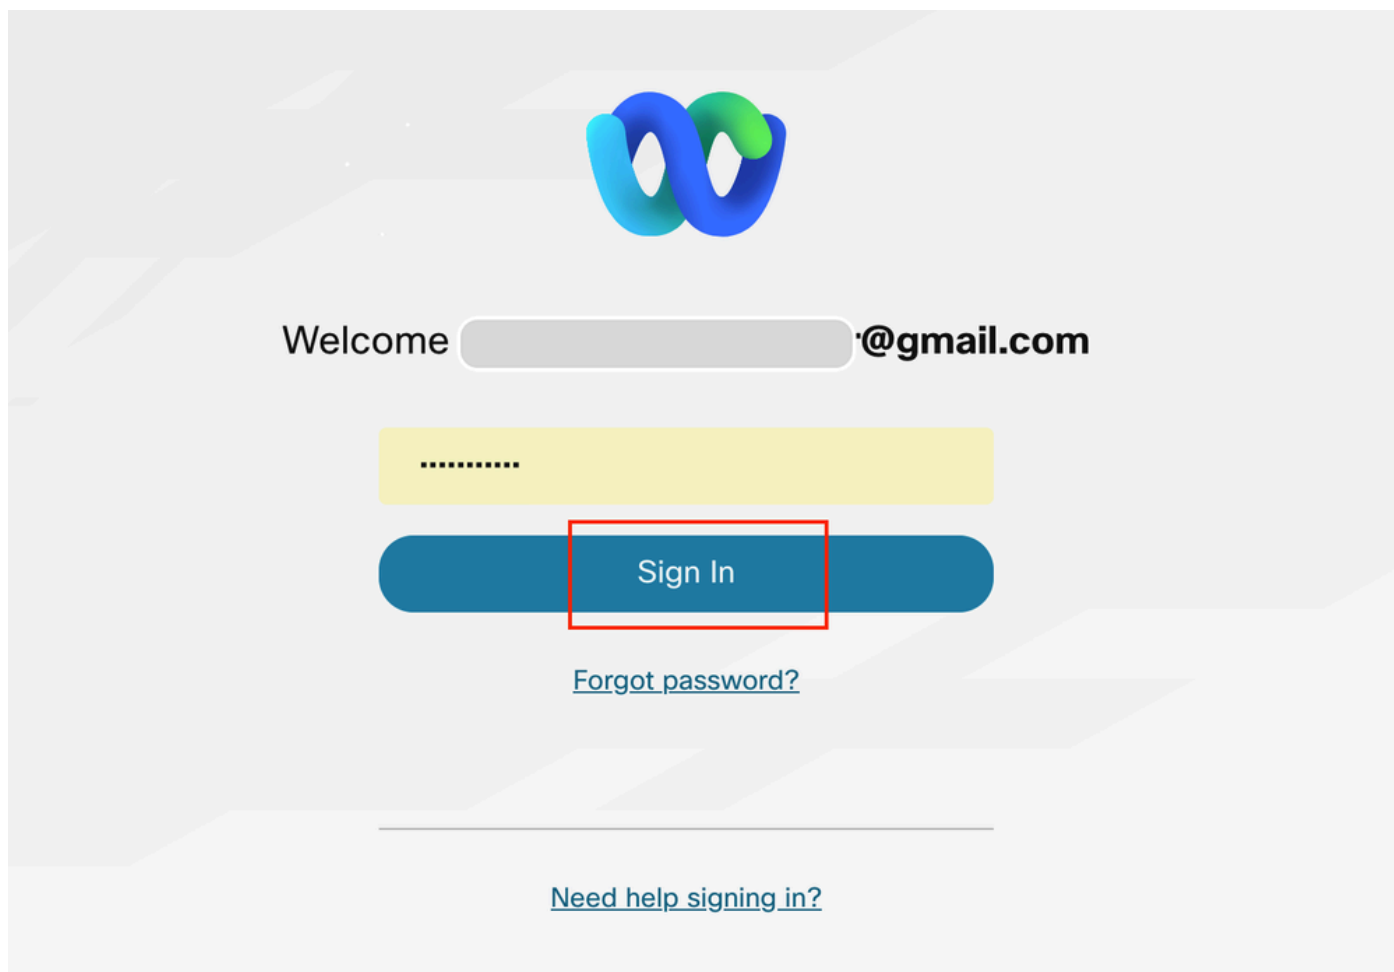 Welcome @gmail.com
...........
Sign In
Forgot password?
Need help signing in?